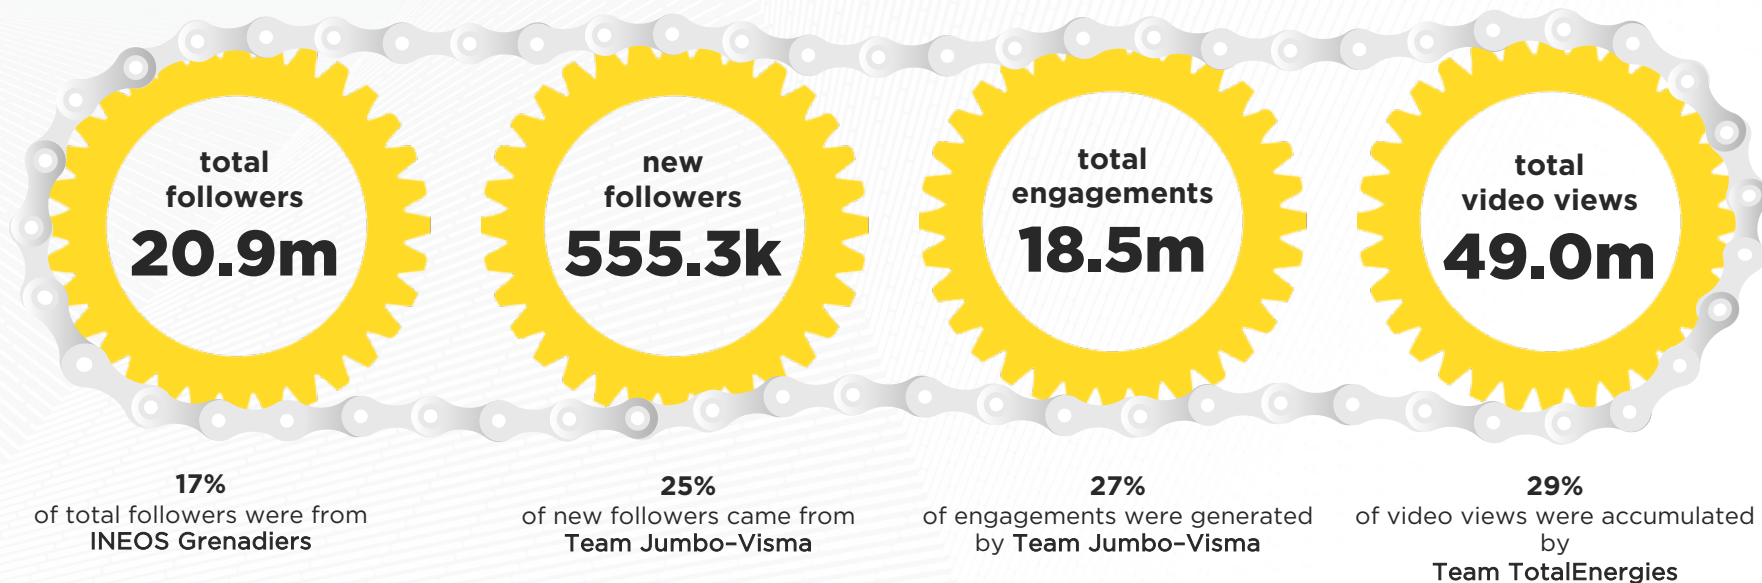 total
followers
20.9m
new
followers
555.3k
total
engagements
18.5m
total
video views
49.0m
17%
of total followers were from
INEOS Grenadiers
25%
of new followers came from
Team Jumbo–Visma
27%
of engagements were generated
by Team Jumbo–Visma
29%
of video views were accumulated
by
Team TotalEnergies